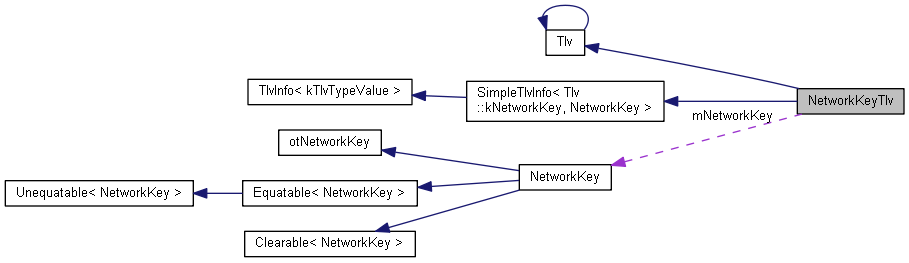 Tlv
TlvInfo< kTlvTypeValue >
SimpleTlvInfo< Tlv
::kNetworkKey, NetworkKey >
NetworkKeyTlv
mNetworkKey
otNetworkKey
NetworkKey
Unequatable< NetworkKey >
Equatable< NetworkKey >
Clearable< NetworkKey >